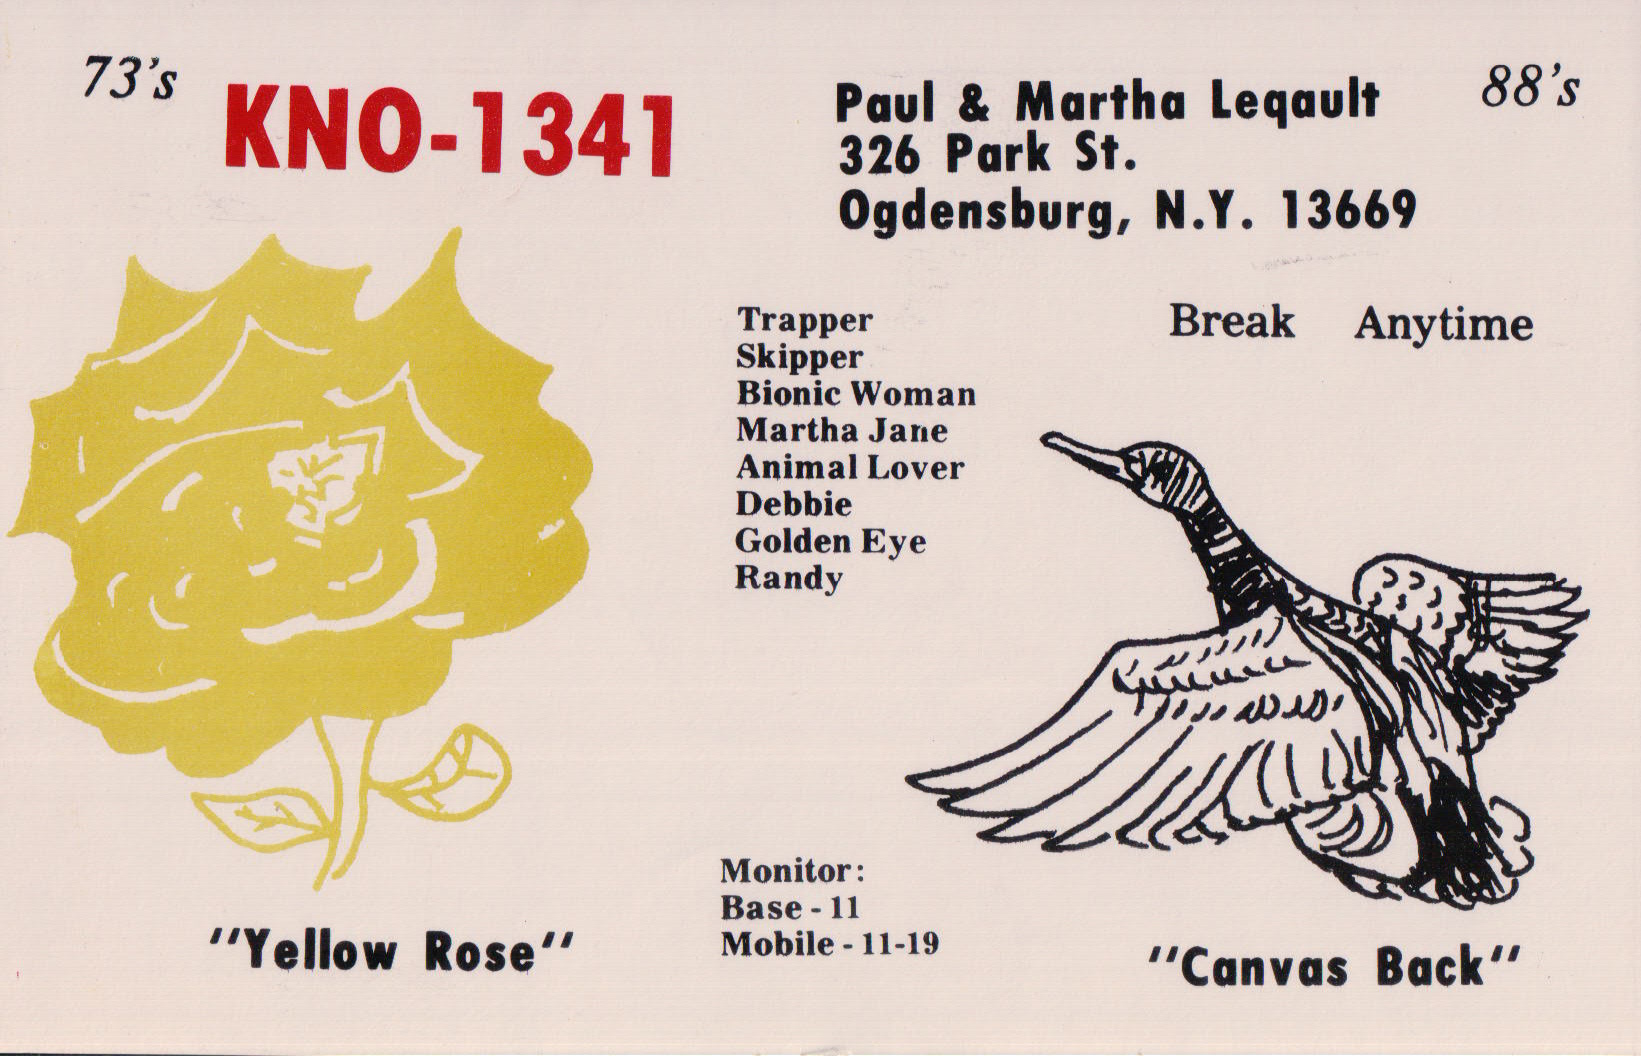 73's
KNO-1341
Paul & Martha Leqault
326 Park St.
Ogdensburg, N.Y. 13669
88's
Break Anytime
Trapper
Skipper
Bionic Woman
Martha Jane
Animal Lover
Debbie
Golden Eye
Randy
Monitor:
Base - 11
Mobile - 11-19
"Yellow Rose"
"Canvas Back"